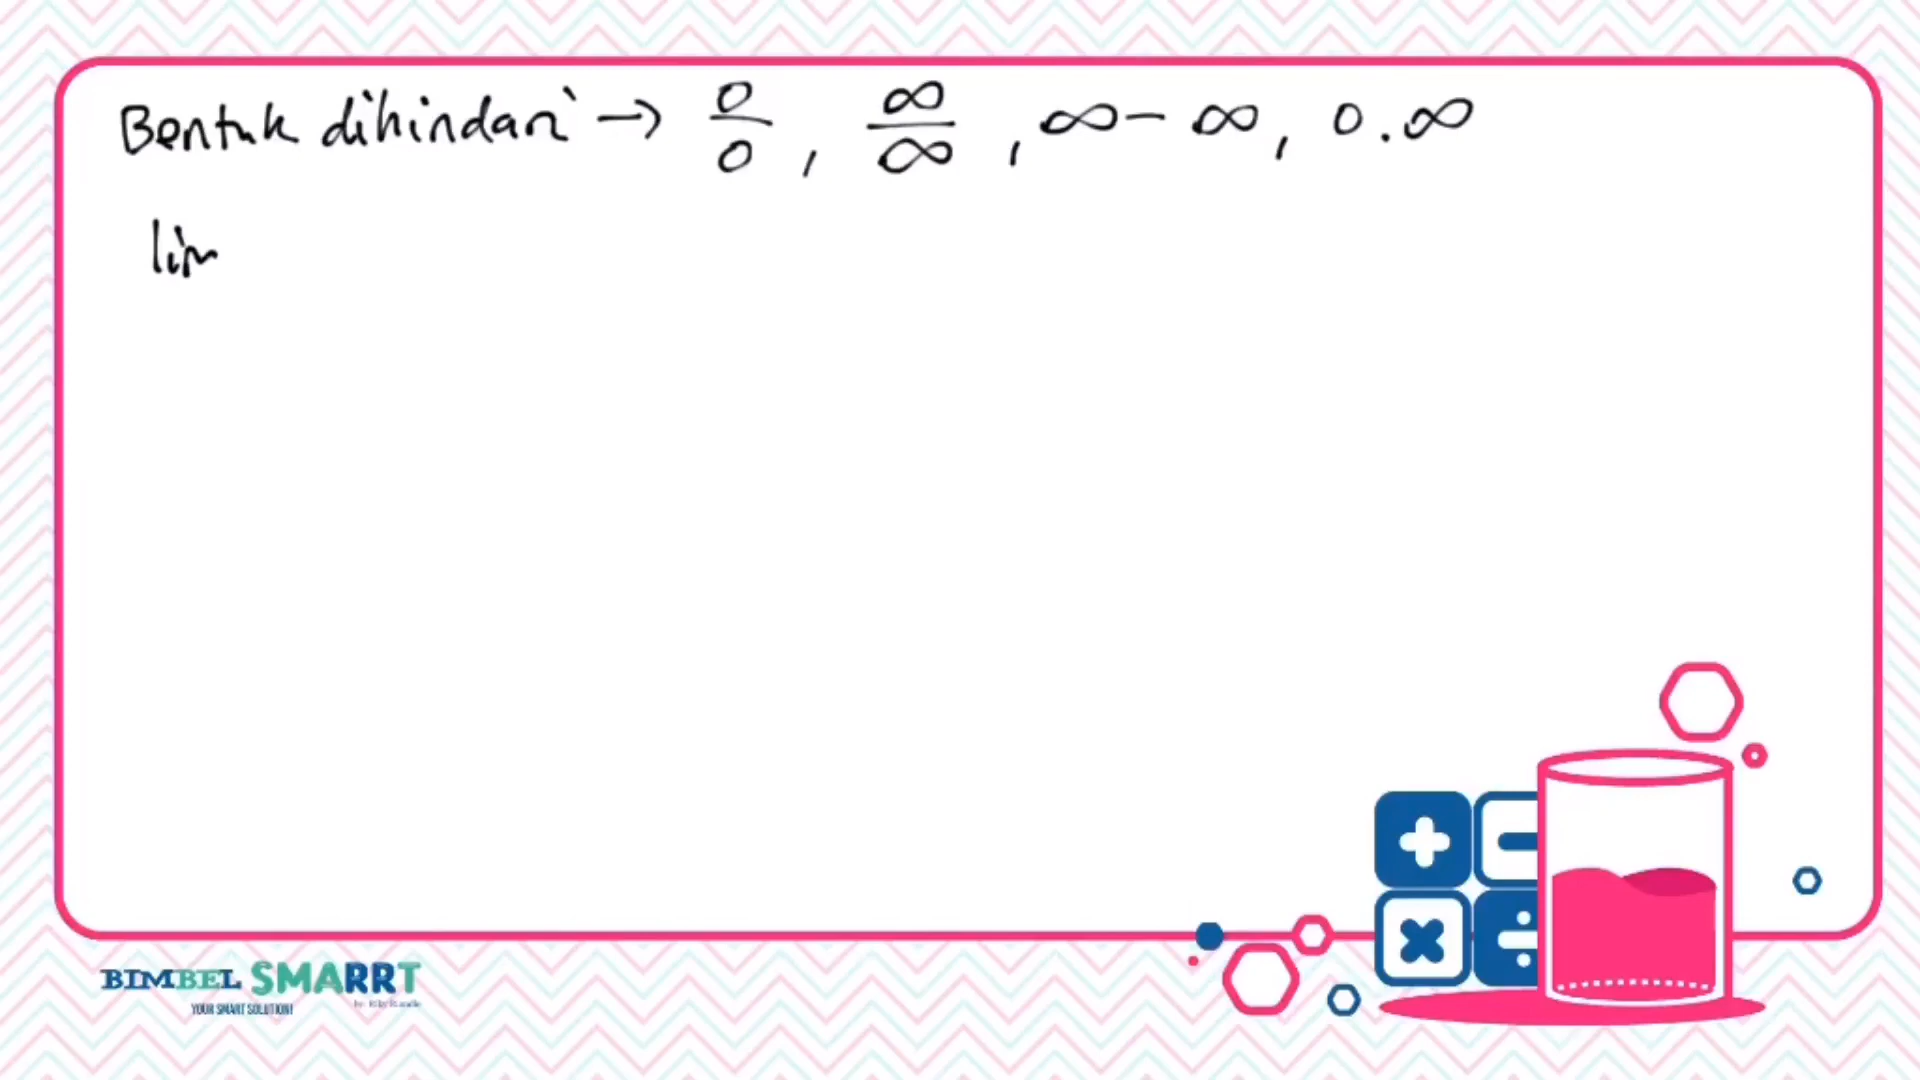 Bentuk dihindari → 0/0 , ∞/∞ , ∞ - ∞ , 0 . ∞
lim
BIMBEL SMARRT
YOUR SMART SOLUTION!